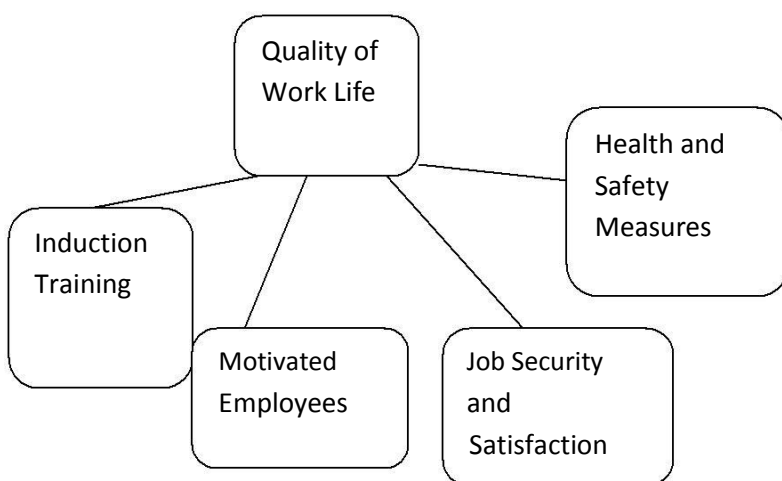 Quality of
Work Life
Health and
Safety
Measures
Induction
Training
Motivated
Employees
Job Security
and
Satisfaction